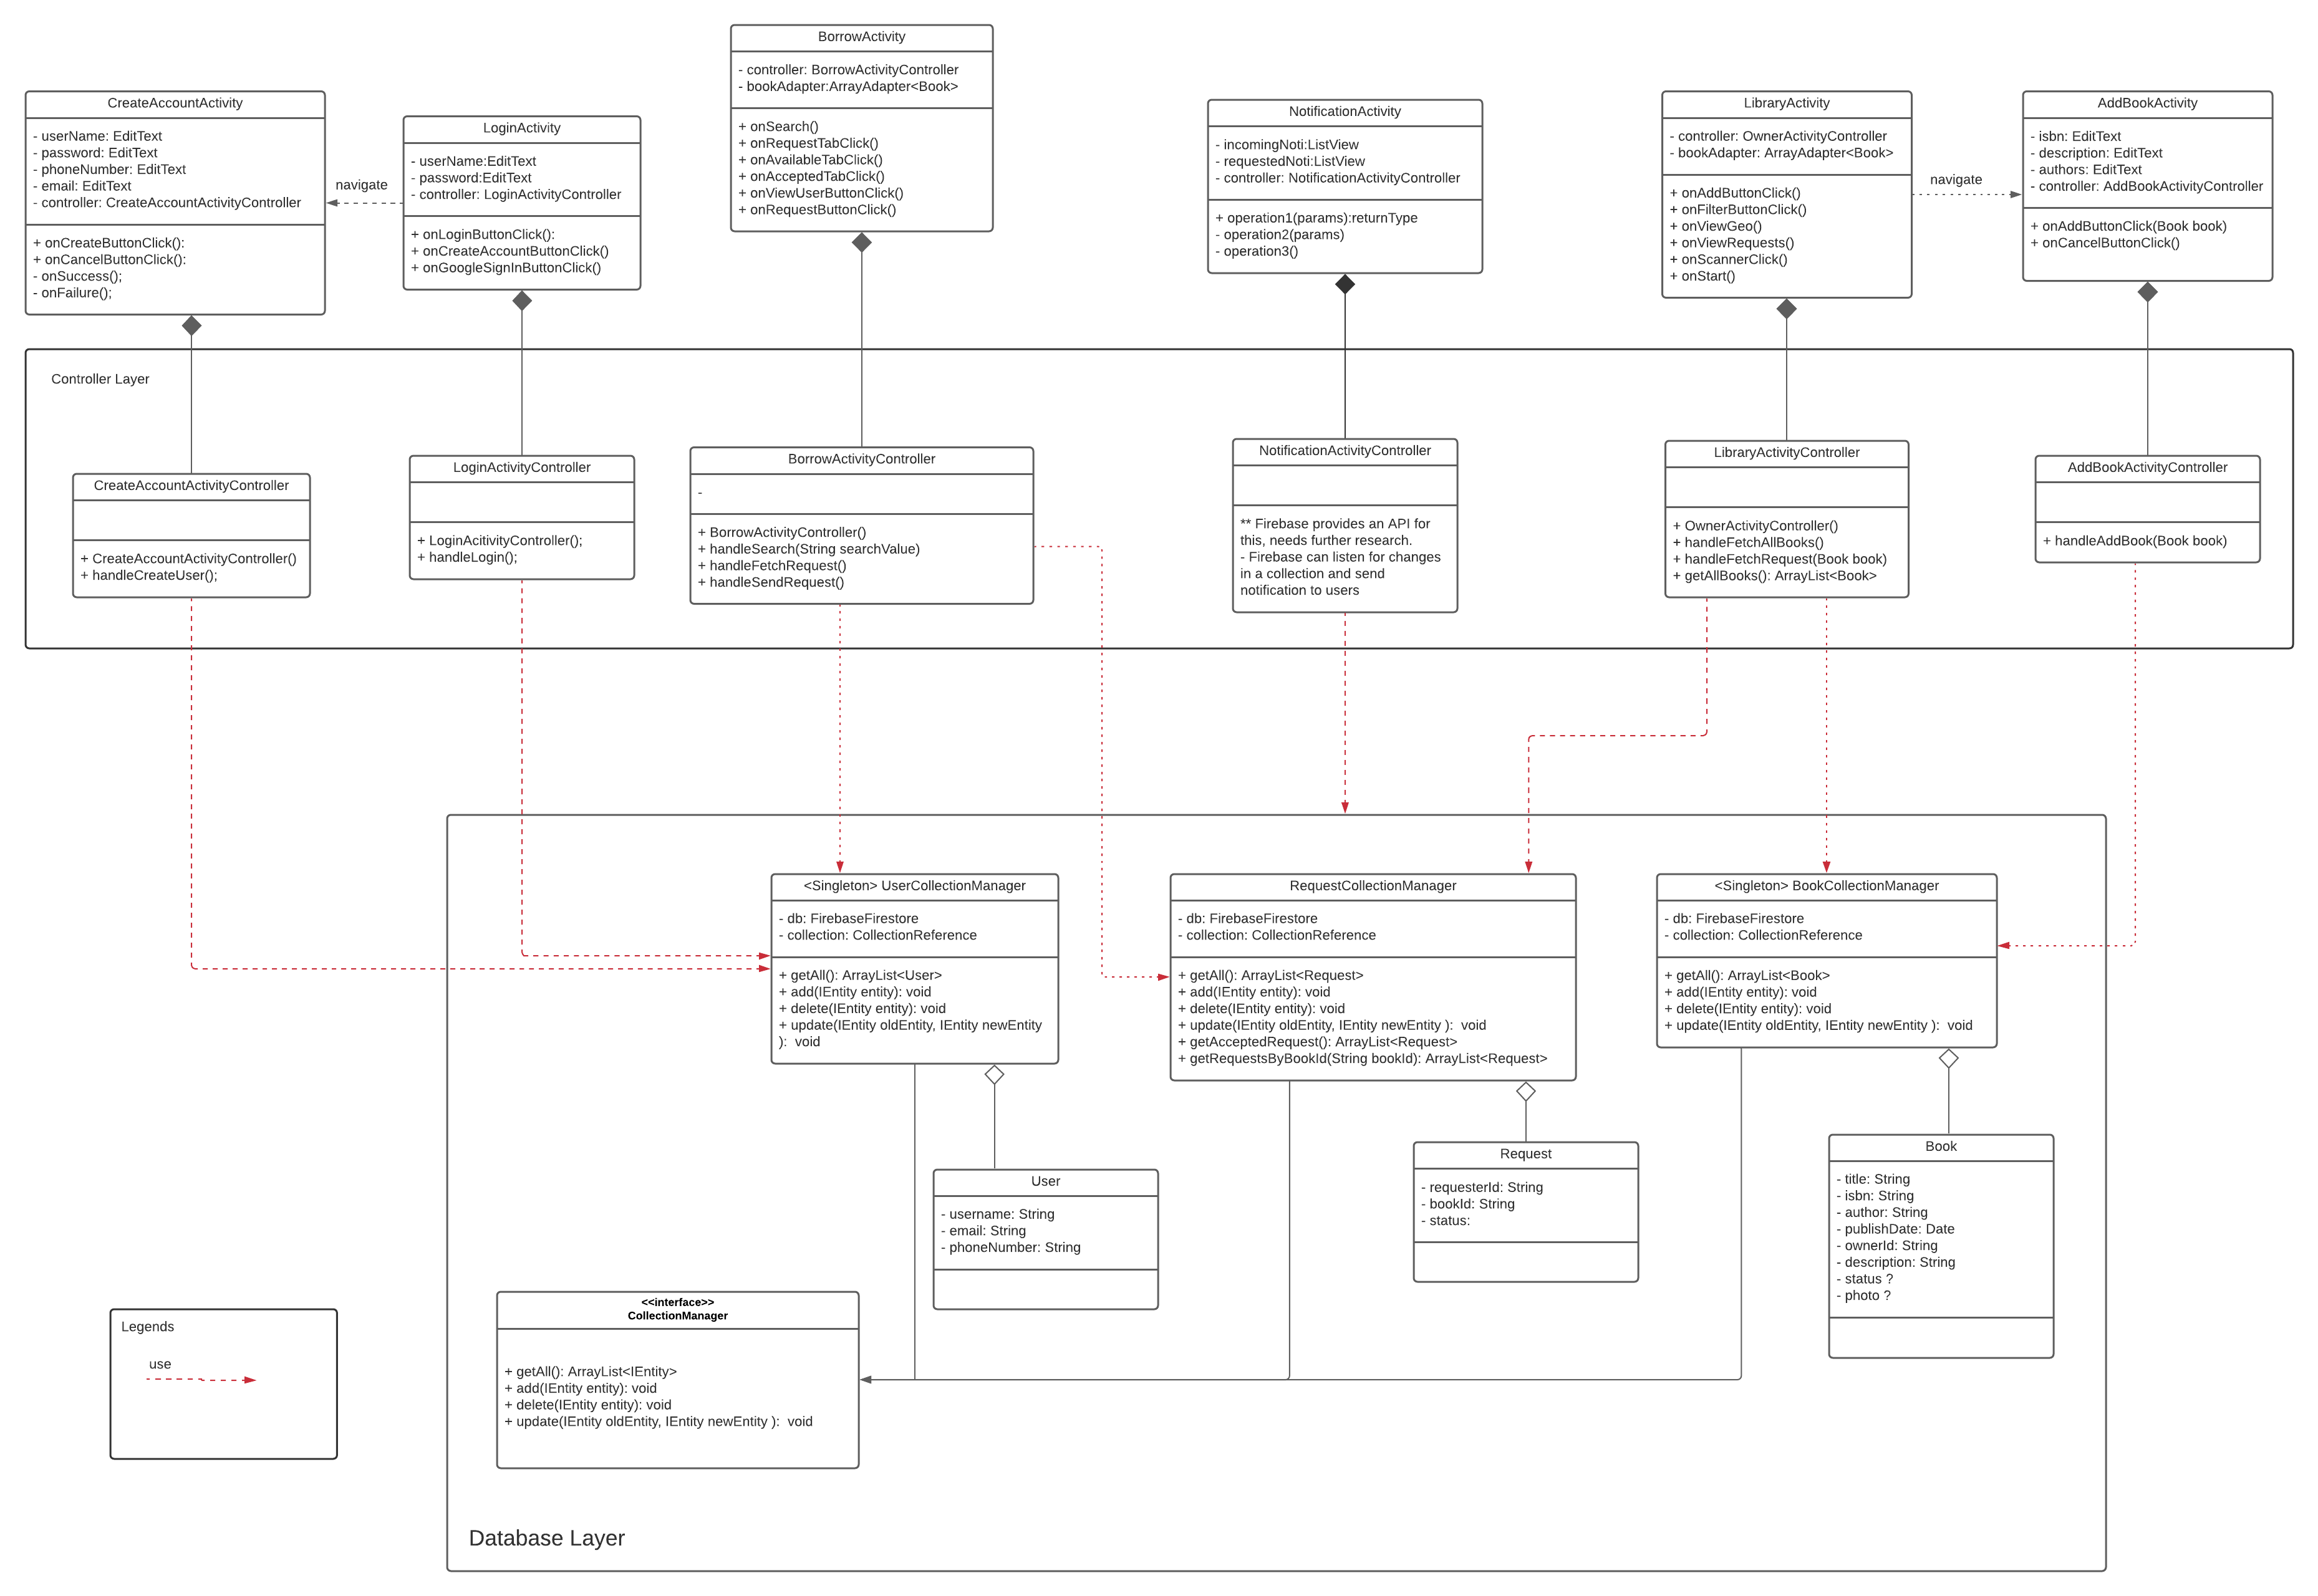 BorrowActivity
- controller: BorrowActivityController
- bookAdapter:ArrayAdapter<Book>
+ onSearch()
+ onRequestTabClick()
+ onAvailableTabClick()
+ onAcceptedTabClick()
+ onViewUserButtonClick()
+ onRequestButtonClick()
CreateAccountActivity
- userName: EditText
- password: EditText
- phoneNumber: EditText
- email: EditText
- controller: CreateAccountActivityController
+ onCreateButtonClick():
+ onCancelButtonClick():
- onSuccess();
- onFailure();
navigate
LoginActivity
- userName:EditText
- password:EditText
- controller: LoginActivityController
+ onLoginButtonClick():
+ onCreateAccountButtonClick()
+ onGoogleSignInButtonClick()
NotificationActivity
- incomingNoti:ListView
- requestedNoti:ListView
- controller: NotificationActivityController
+ operation1(params):returnType
- operation2(params)
- operation3()
LibraryActivity
- controller: OwnerActivityController
- bookAdapter: ArrayAdapter<Book>
+ onAddButtonClick()
+ onFilterButtonClick()
+ onViewGeo()
+ onViewRequests()
+ onScannerClick()
+ onStart()
navigate
AddBookActivity
- isbn: EditText
- description: EditText
- authors: EditText
- controller: AddBookActivityController
+ onAddButtonClick(Book book)
+ onCancelButtonClick()
Controller Layer
CreateAccountActivityController
+ CreateAccountActivityController()
+ handleCreateUser();
LoginActivityController
+ LoginAcitivityController();
+ handleLogin();
BorrowActivityController
-
+ BorrowActivityController()
+ handleSearch(String searchValue)
+ handleFetchRequest()
+ handleSendRequest()
NotificationActivityController
** Firebase provides an API for
this, needs further research.
- Firebase can listen for changes
in a collection and send
notification to users
LibraryActivityController
+ OwnerActivityController()
+ handleFetchAllBooks()
+ handleFetchRequest(Book book)
+ getAllBooks(): ArrayList<Book>
AddBookActivityController
+ handleAddBook(Book book)
<Singleton> UserCollectionManager
- db: FirebaseFirestore
- collection: CollectionReference
+ getAll(): ArrayList<User>
+ add(IEntity entity): void
+ delete(IEntity entity): void
+ update(IEntity oldEntity, IEntity newEntity
): void
RequestCollectionManager
- db: FirebaseFirestore
- collection: CollectionReference
+ getAll(): ArrayList<Request>
+ add(IEntity entity): void
+ delete(IEntity entity): void
+ update(IEntity oldEntity, IEntity newEntity ): void
+ getAcceptedRequest(): ArrayList<Request>
+ getRequestsByBookId(String bookId): ArrayList<Request>
<Singleton> BookCollectionManager
- db: FirebaseFirestore
- collection: CollectionReference
+ getAll(): ArrayList<Book>
+ add(IEntity entity): void
+ delete(IEntity entity): void
+ update(IEntity oldEntity, IEntity newEntity ): void
User
- username: String
- email: String
- phoneNumber: String
Request
- requesterId: String
- bookId: String
- status:
Book
- title: String
- isbn: String
- author: String
- publishDate: Date
- ownerId: String
- description: String
- status ?
- photo ?
<<interface>>
CollectionManager
+ getAll(): ArrayList<IEntity>
+ add(IEntity entity): void
+ delete(IEntity entity): void
+ update(IEntity oldEntity, IEntity newEntity ): void
Legends
use
Database Layer